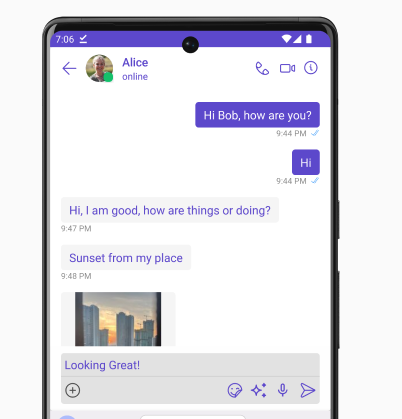 7:06
Alice
online
Hi Bob, how are you?
9:44 PM
Hi
9:44 PM
Hi, I am good, how are things or doing?
9:47 PM
Sunset from my place
9:48 PM
Looking Great!